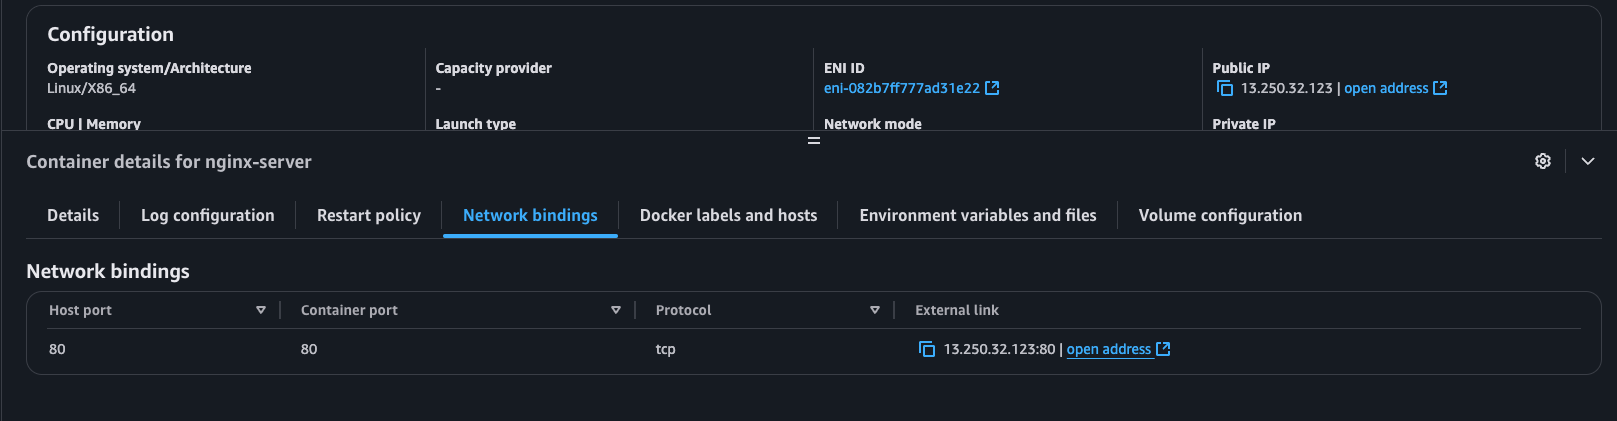 Configuration
Operating system/Architecture
Linux/X86_64
Capacity provider
-
ENI ID
eni-082b7ff777ad31e22
Public IP
13.250.32.123 | open address
CPU | Memory
Launch type
Network mode
Private IP
Container details for nginx-server
Details
Log configuration
Restart policy
Network bindings
Docker labels and hosts
Environment variables and files
Volume configuration
Network bindings
Host port
Container port
Protocol
External link
80
80
tcp
13.250.32.123:80 | open address